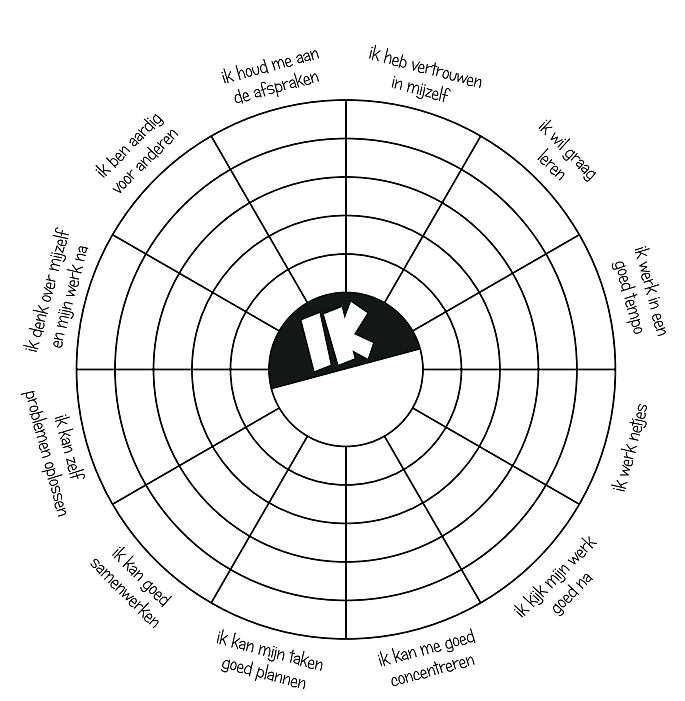 ik heb vertrouwen
in mijzelf
ik wil graag
leren
ik werk in een
goed tempo
ik werk netjes
ik kijk mijn werk
goed na
ik kan me goed
concentreren
ik kan mijn taken
goed plannen
ik kan goed
samenwerken
ik kan zelf
problemen oplossen
ik denk over mijzelf
en mijn werk na
ik ben aardig
voor anderen
ik houd me aan
de afspraken
IK